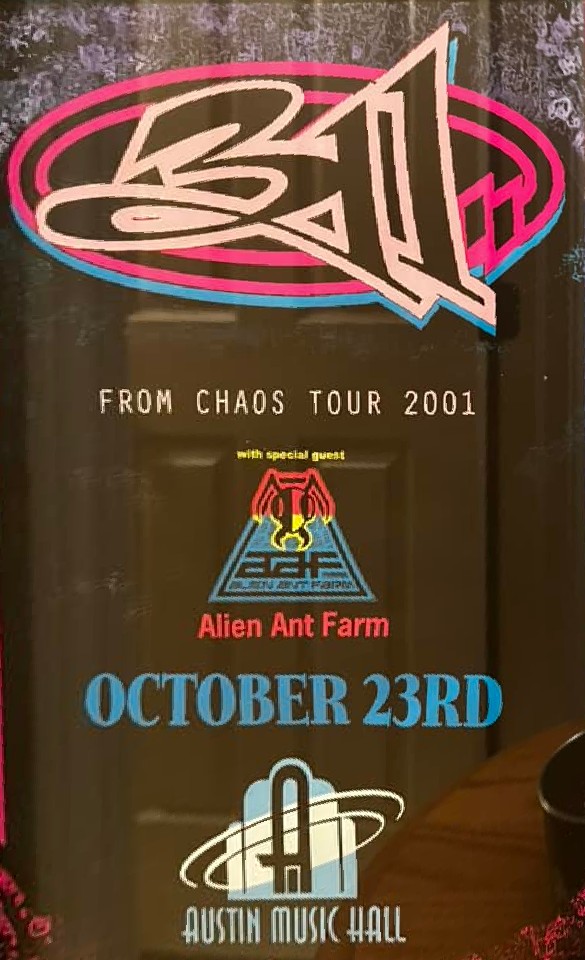 311
FROM CHAOS TOUR 2001
with special guest
aaf
ALIEN ANT FARM
Alien Ant Farm
OCTOBER 23RD
A
AUSTIN MUSIC HALL